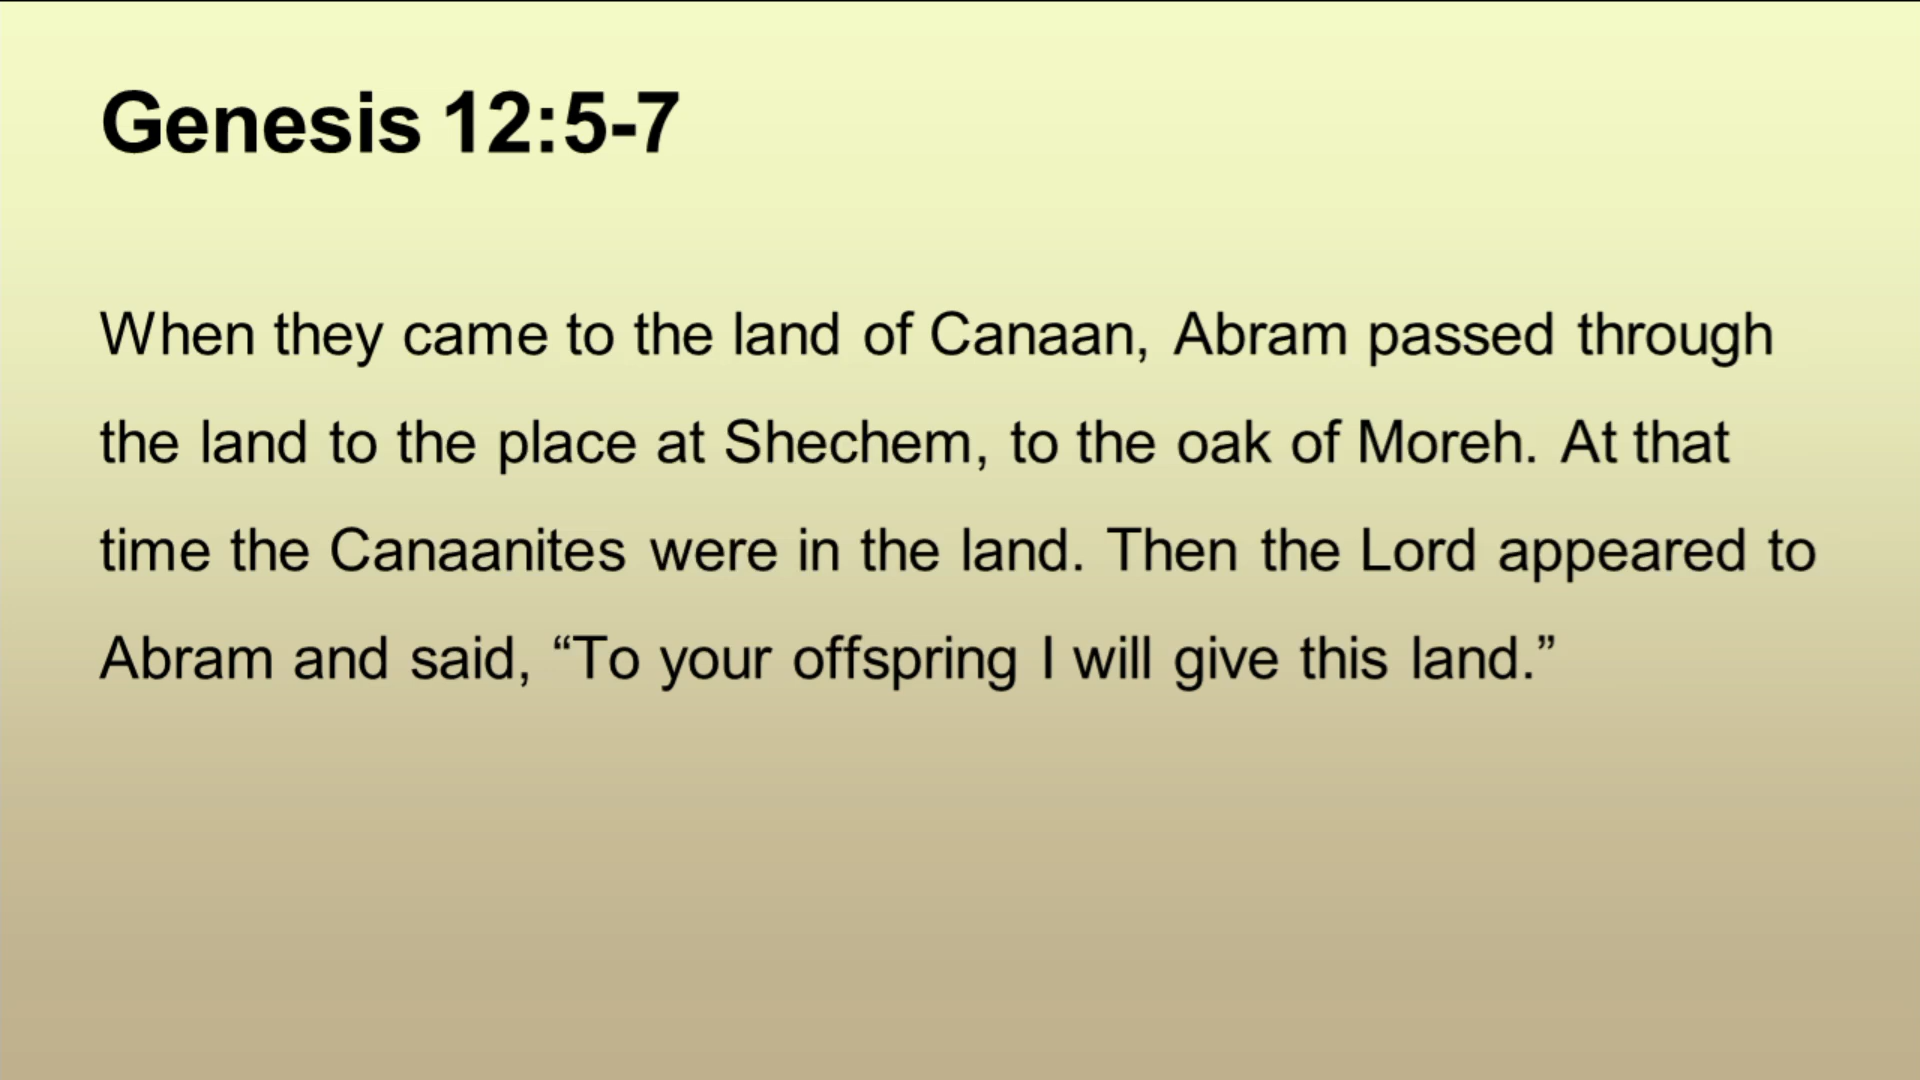 Genesis 12:5-7
When they came to the land of Canaan, Abram passed through
the land to the place at Shechem, to the oak of Moreh. At that
time the Canaanites were in the land. Then the Lord appeared to
Abram and said, “To your offspring I will give this land.”